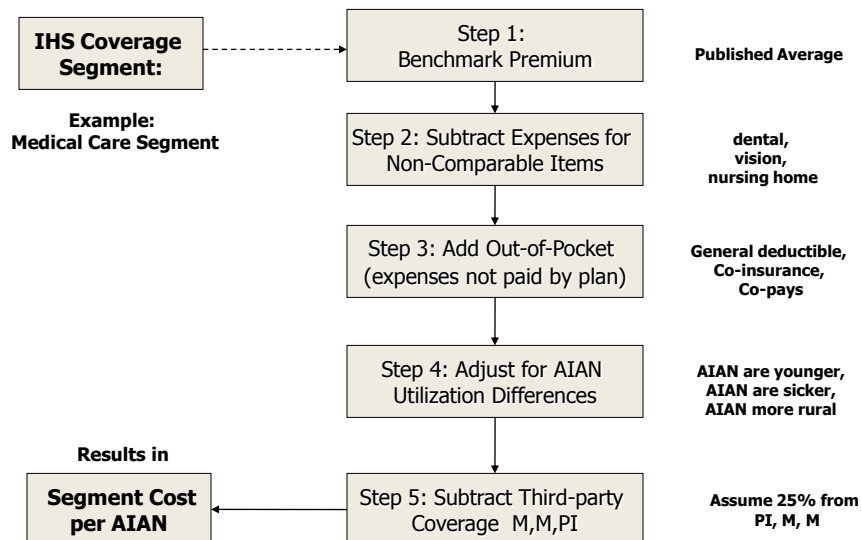 IHS Coverage
Segment:
Example:
Medical Care Segment
Step 1:
Benchmark Premium
Published Average
Step 2: Subtract Expenses for
Non-Comparable Items
dental,
vision,
nursing home
Step 3: Add Out-of-Pocket
(expenses not paid by plan)
General deductible,
Co-insurance,
Co-pays
Step 4: Adjust for AIAN
Utilization Differences
AIAN are younger,
AIAN are sicker,
AIAN more rural
Step 5: Subtract Third-party
Coverage M,M,PI
Assume 25% from
PI, M, M
Results in
Segment Cost
per AIAN